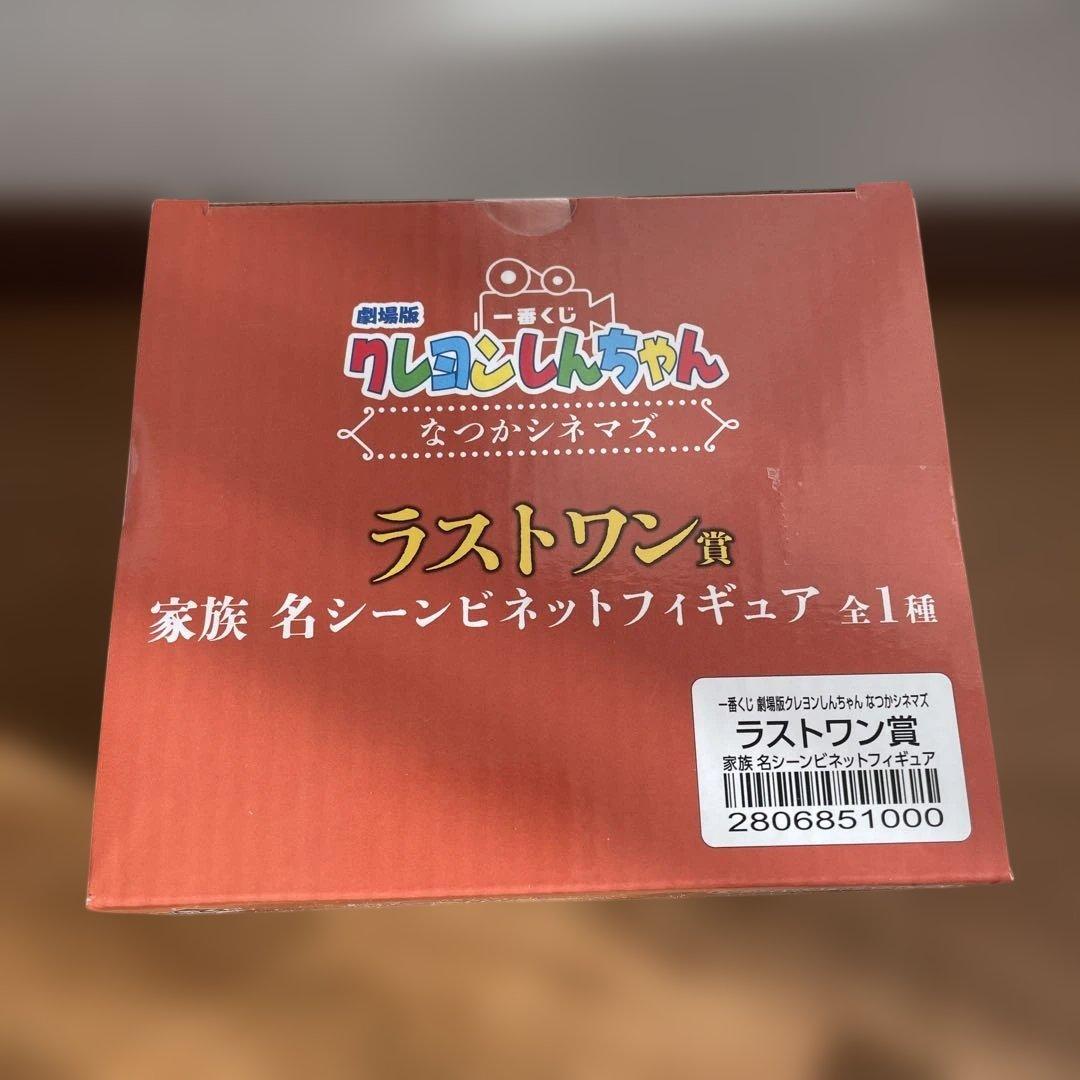 一番くじ
劇場版
クレヨンしんちゃん
なつかシネマズ
ラストワン賞
家族 名シーンビネットフィギュア 全1種
一番くじ 劇場版クレヨンしんちゃん なつかシネマズ
ラストワン賞
家族 名シーンビネットフィギュア
2806851000